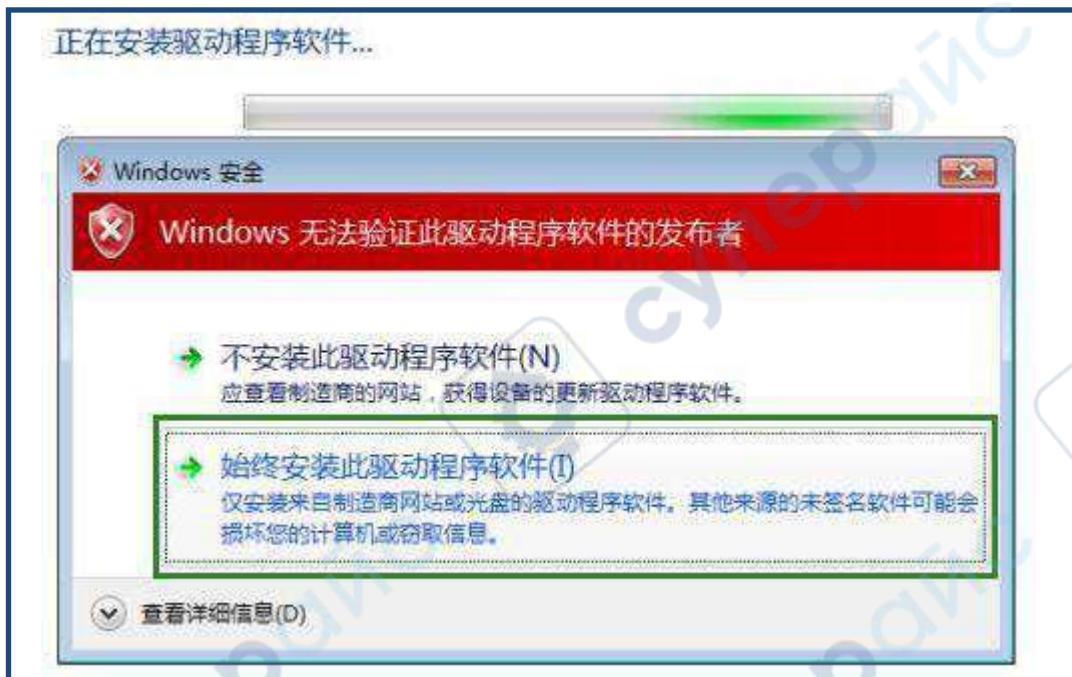 正在安装驱动程序软件...
Windows 安全
Windows 无法验证此驱动程序软件的发布者
不安装此驱动程序软件(N)
应查看制造商的网站，获得设备的更新驱动程序软件。
始终安装此驱动程序软件(I)
仅安装来自制造商网站或光盘的驱动程序软件。其他来源的未签名软件可能会
损坏您的计算机或窃取信息。
查看详细信息(D)
суперайс
райс
райс